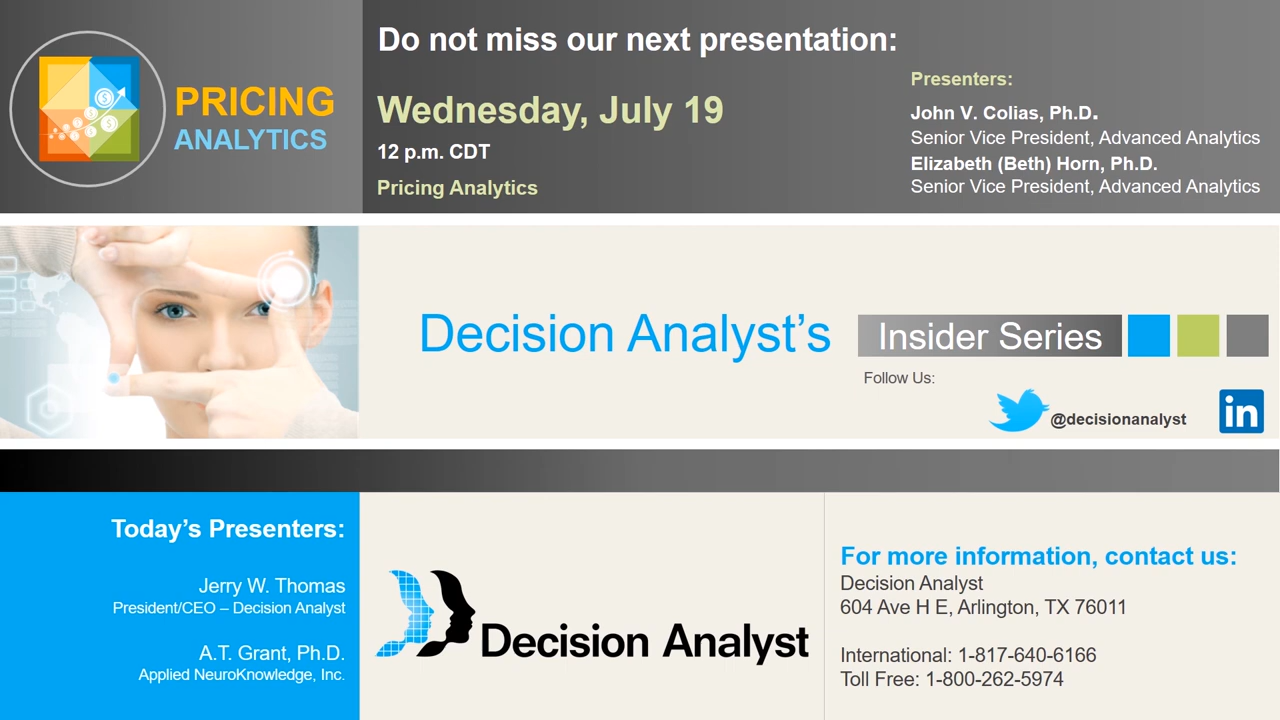 PRICING
ANALYTICS
Do not miss our next presentation:
Wednesday, July 19
12 p.m. CDT
Pricing Analytics
Presenters:
John V. Colias, Ph.D.
Senior Vice President, Advanced Analytics
Elizabeth (Beth) Horn, Ph.D.
Senior Vice President, Advanced Analytics
Decision Analyst’s
Insider Series
Follow Us:
@decisionanalyst
in
Today’s Presenters:
Jerry W. Thomas
President/CEO – Decision Analyst
A.T. Grant, Ph.D.
Applied NeuroKnowledge, Inc.
Decision Analyst
For more information, contact us:
Decision Analyst
604 Ave H E, Arlington, TX 76011
International: 1-817-640-6166
Toll Free: 1-800-262-5974